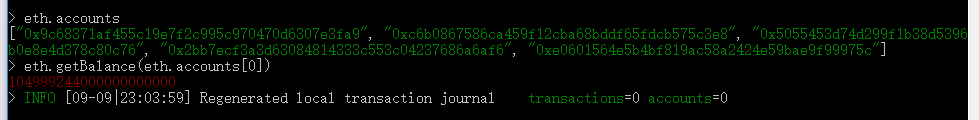 > eth.accounts
["0x9c68371af455c19e7f2c995c970470d6307e3fa9", "0xc6b0867586ca459f12cba68bddf65fdcb575c3e8", "0x5055453d74d299f1b38d5396
b0e8e4d378c80c76", "0x2bb7ecf3a3d63084814333c553c04237686a6af6", "0xe0601564e5b4bf819ac58a2424e59bae9f99975c"]
> eth.getBalance(eth.accounts[0])
104999244000000000000
> INFO [09-09|23:03:59] Regenerated local transaction journal    transactions=0 accounts=0